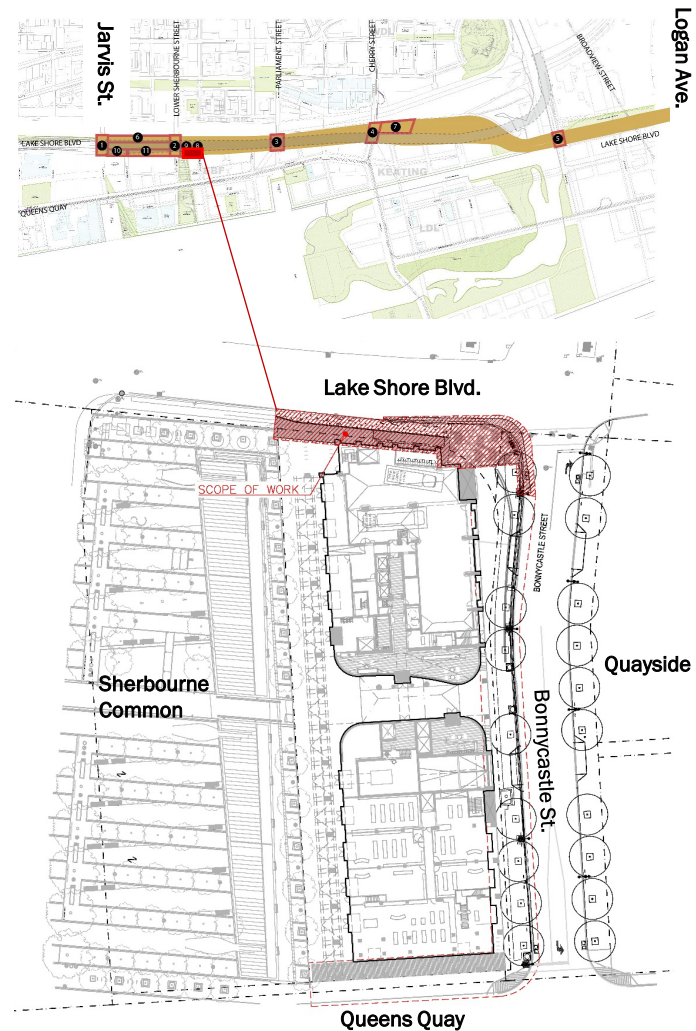 Jarvis St.
LOWER SHERBOURNE STREET
PARLIAMENT STREET
CHERRY STREET
BROADVIEW STREET
Logan Ave.
LAKE SHORE BLVD
6
7
1
2
9
8
3
4
5
10
11
LAKE SHORE BLVD
KEATING
QUEENS QUAY
LDL
Lake Shore Blvd.
SCOPE OF WORK
BONNYCASTLE STREET
Quayside
Sherbourne
Common
Bonnycastle St.
Queens Quay